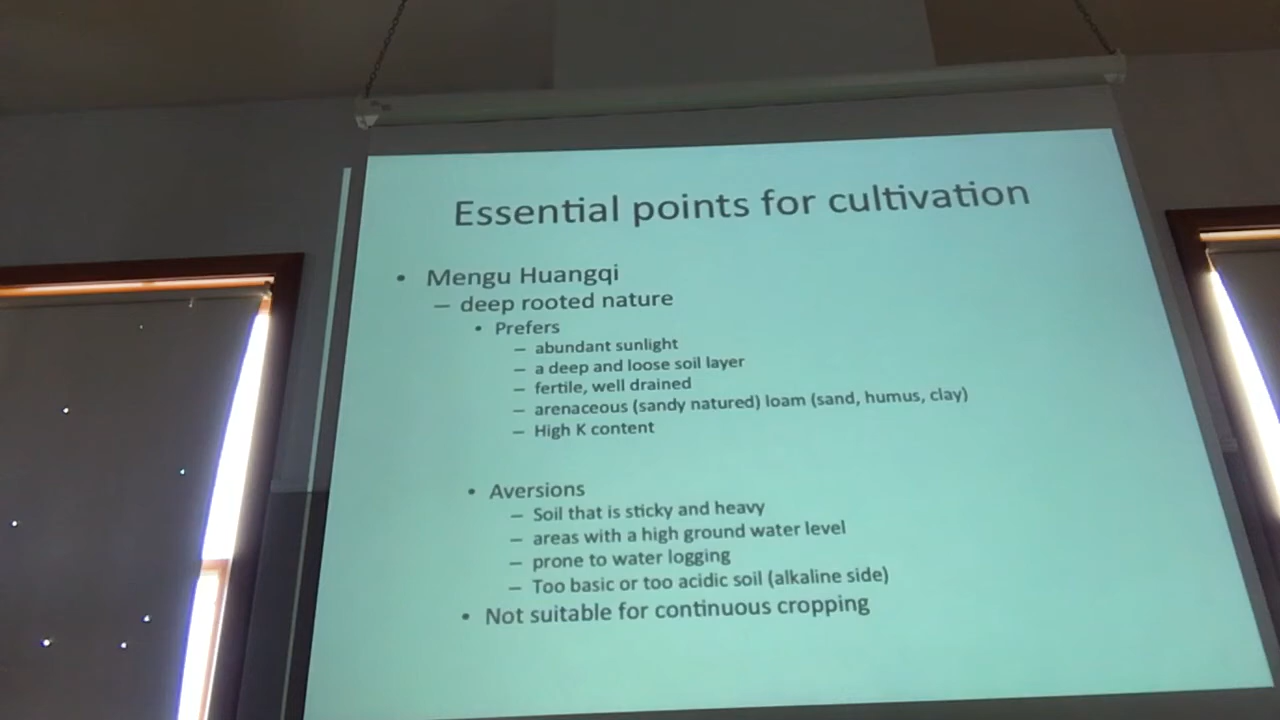 Essential points for cultivation
• Mengu Huangqi
– deep rooted nature
• Prefers
– abundant sunlight
– a deep and loose soil layer
– fertile, well drained
– arenaceous (sandy natured) loam (sand, humus, clay)
– High K content
• Aversions
– Soil that is sticky and heavy
– areas with a high ground water level
– prone to water logging
– Too basic or too acidic soil (alkaline side)
• Not suitable for continuous cropping